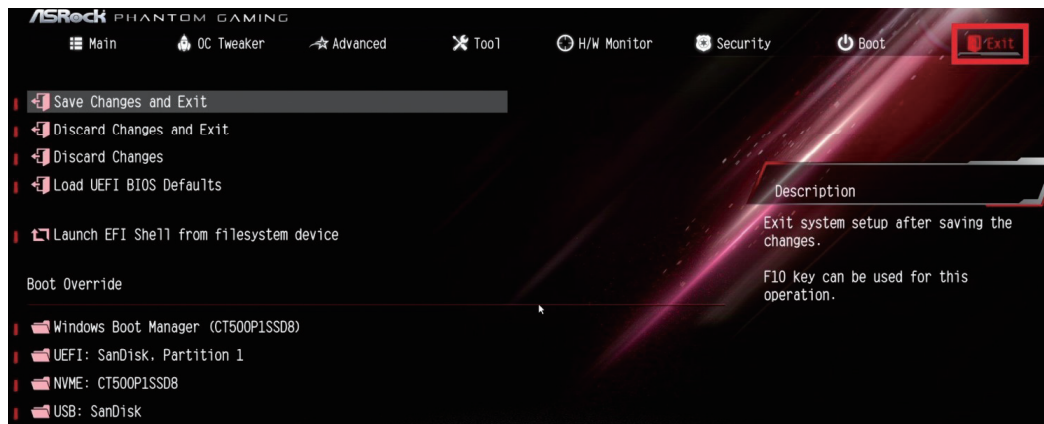 ASRock PHANTOM GAMING
Main OC Tweaker Advanced Tool H/W Monitor Security Boot Exit
Save Changes and Exit
Discard Changes and Exit
Discard Changes
Load UEFI BIOS Defaults
Launch EFI Shell from filesystem device
Boot Override
Windows Boot Manager (CT500P1SSD8)
UEFI: SanDisk, Partition 1
NVME: CT500P1SSD8
USB: SanDisk
Description
Exit system setup after saving the
changes.
F10 key can be used for this
operation.